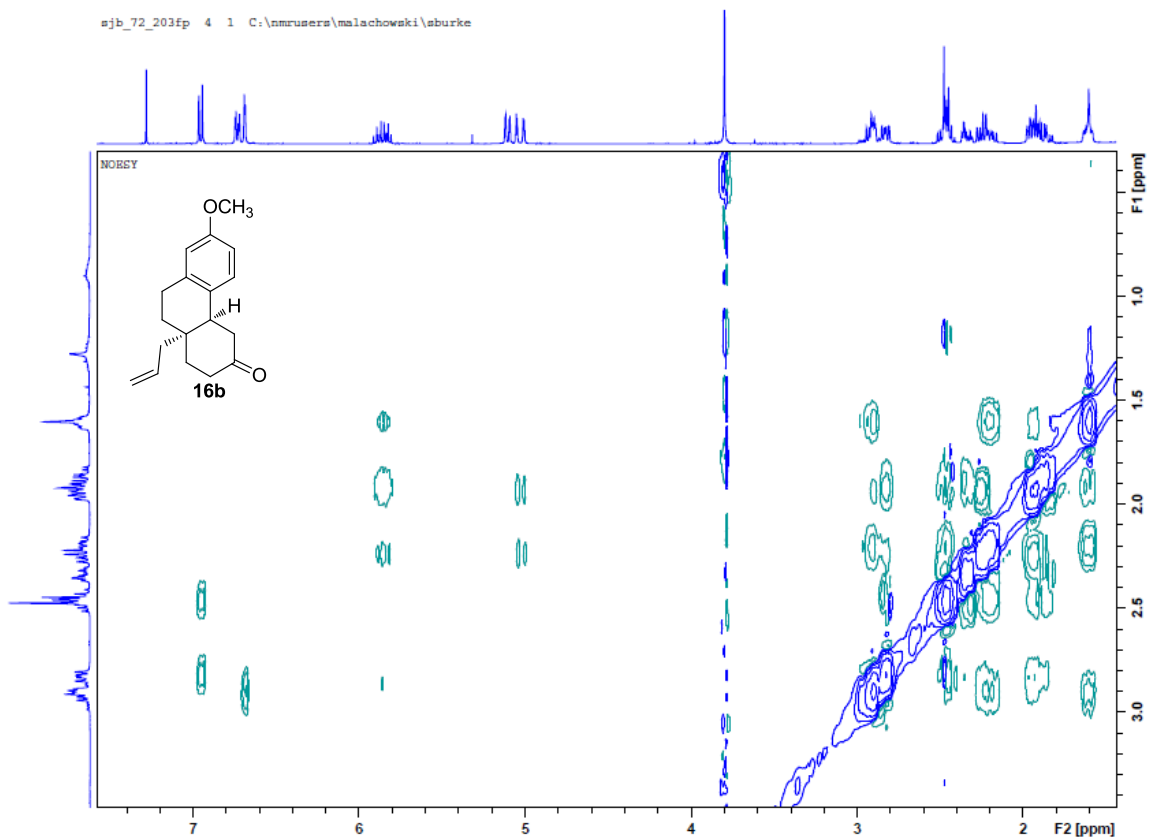 sjb_72_203fp 4 1 C:\nmrusers\malachowski\sburke
NOESY
OCH3
H
O
16b
F1 [ppm]
1.0
1.5
2.0
2.5
3.0
7 6 5 4 3 2 F2 [ppm]